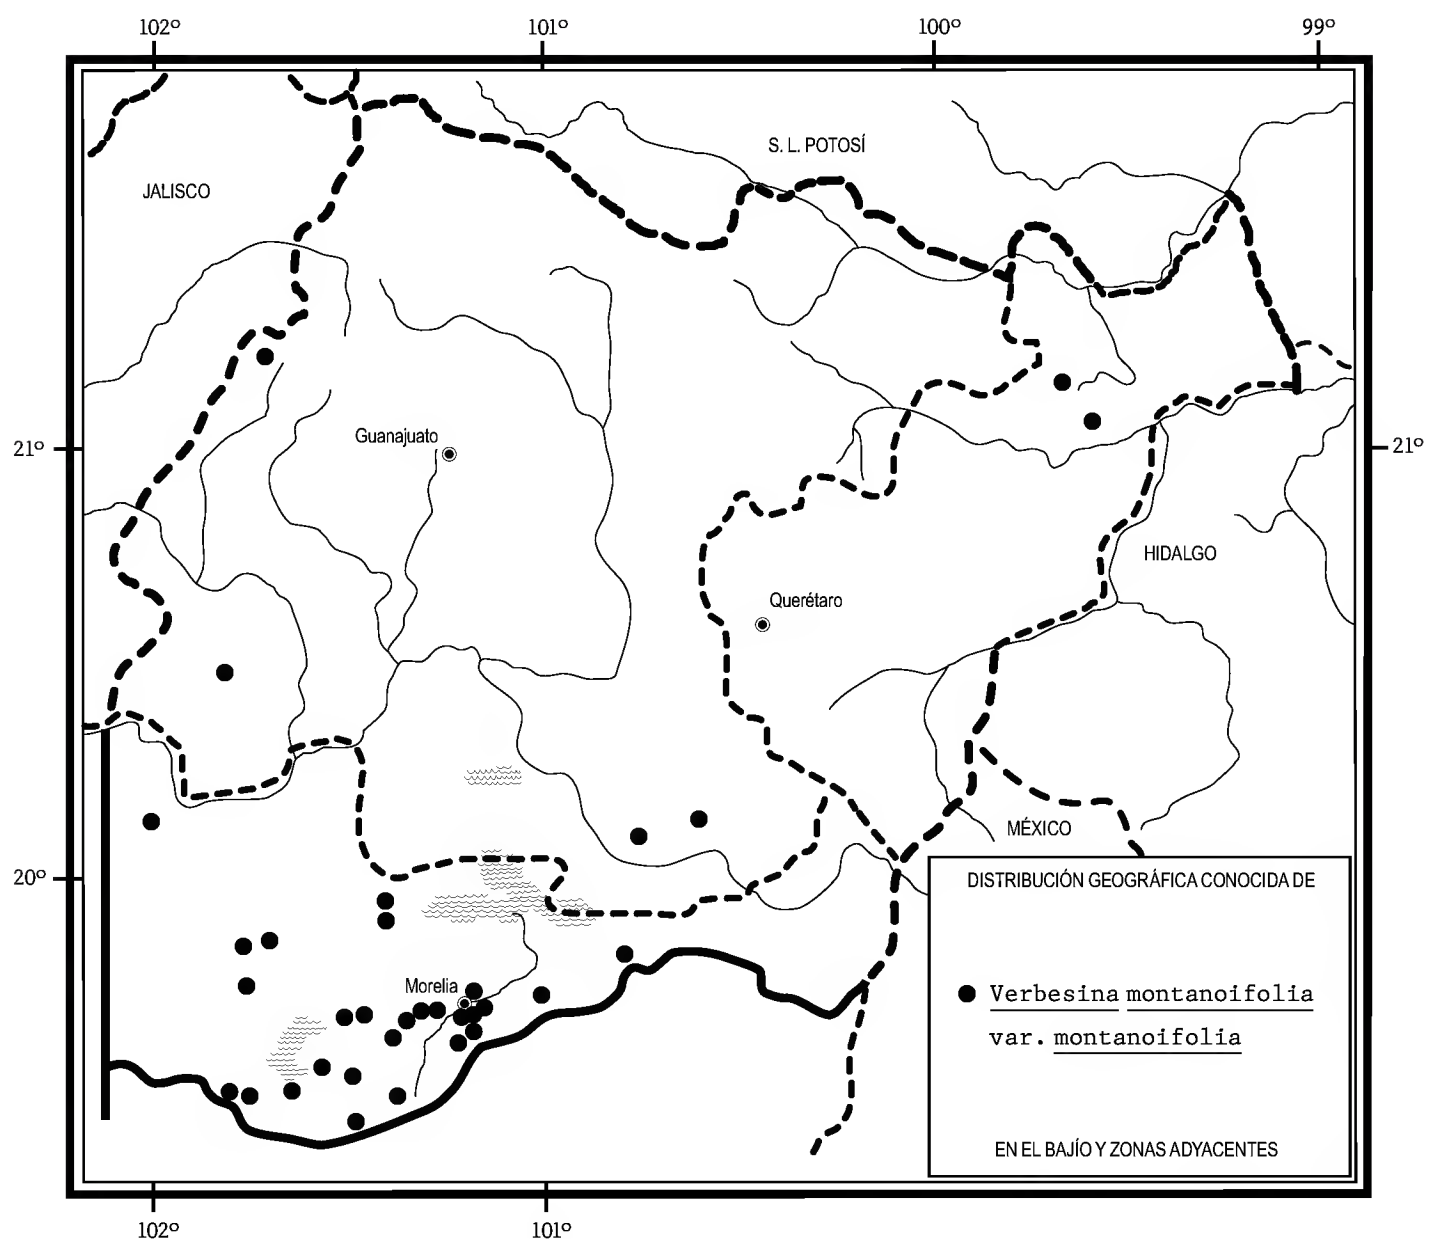 102º 101º 100º 99º
S. L. POTOSÍ
JALISCO
Guanajuato
21º 21º
HIDALGO
Querétaro
MÉXICO
20º
DISTRIBUCIÓN GEOGRÁFICA CONOCIDA DE
Morelia
Verbesina montanoifolia
var. montanoifolia
EN EL BAJÍO Y ZONAS ADYACENTES
102º 101º